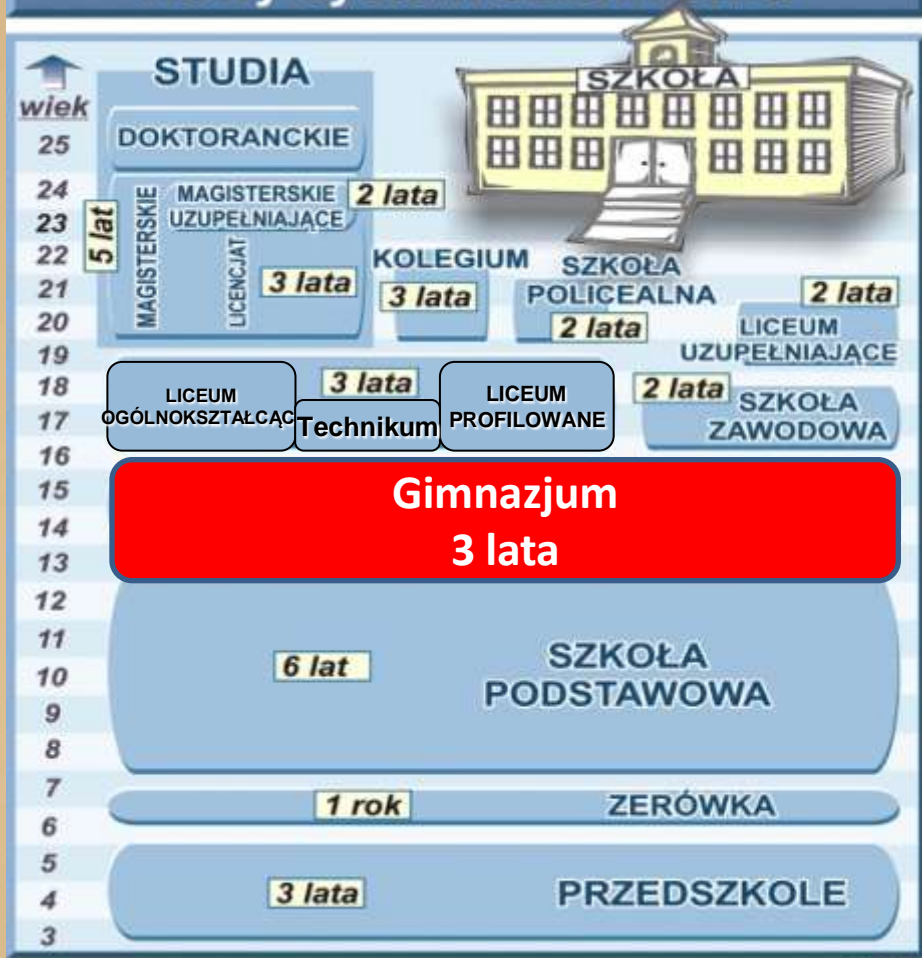 SZKOŁA
STUDIA
wiek
25
DOKTORANCKIE
24
MAGISTERSKIE
UZUPEŁNIAJĄCE
2 lata
23
5 lat
MAGISTERSKIE
LICENCJAT
22
KOLEGIUM
SZKOŁA
POLICEALNA
21
3 lata
3 lata
2 lata
20
2 lata
LICEUM
UZUPEŁNIAJĄCE
19
18
LICEUM
OGÓLNOKSZTAŁCĄC
3 lata
Technikum
LICEUM
PROFILOWANE
2 lata
SZKOŁA
ZAWODOWA
17
16
15
Gimnazjum
3 lata
14
13
12
11
6 lat
SZKOŁA
PODSTAWOWA
10
9
8
7
1 rok
ZERÓWKA
6
5
3 lata
PRZEDSZKOLE
4
3